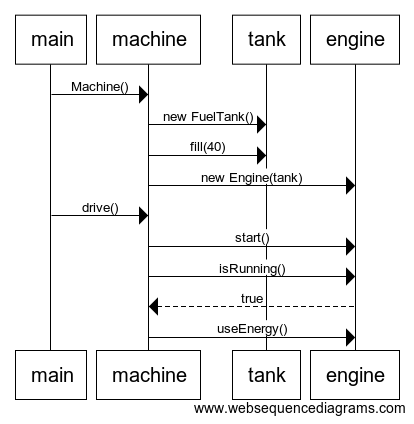 main machine tank engine
Machine()
new FuelTank()
fill(40)
new Engine(tank)
drive()
start()
isRunning()
true
useEnergy()
main machine tank engine
www.websequencediagrams.com